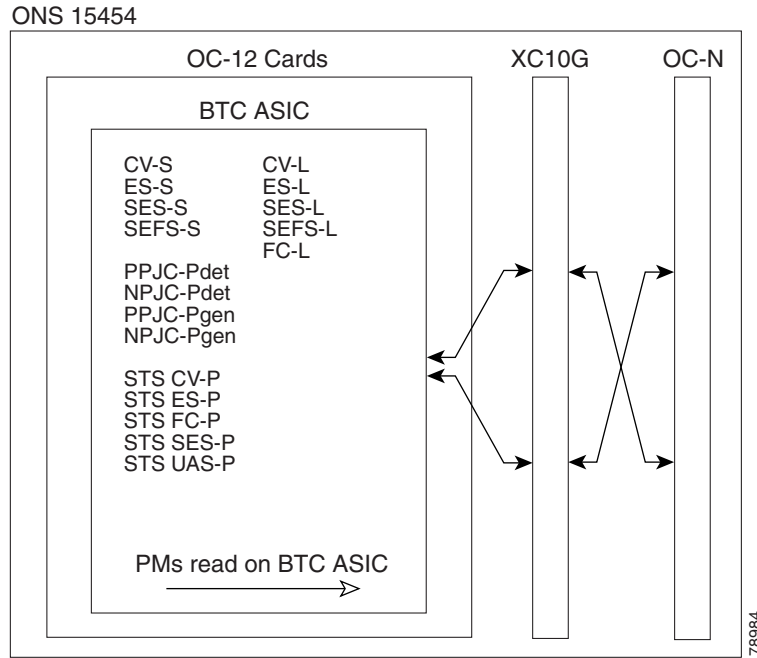 ONS 15454
OC-12 Cards
XC10G
OC-N
BTC ASIC
CV-S
ES-S
SES-S
SEFS-S
CV-L
ES-L
SES-L
SEFS-L
FC-L
PPJC-Pdet
NPJC-Pdet
PPJC-Pgen
NPJC-Pgen
STS CV-P
STS ES-P
STS FC-P
STS SES-P
STS UAS-P
PMs read on BTC ASIC
78984